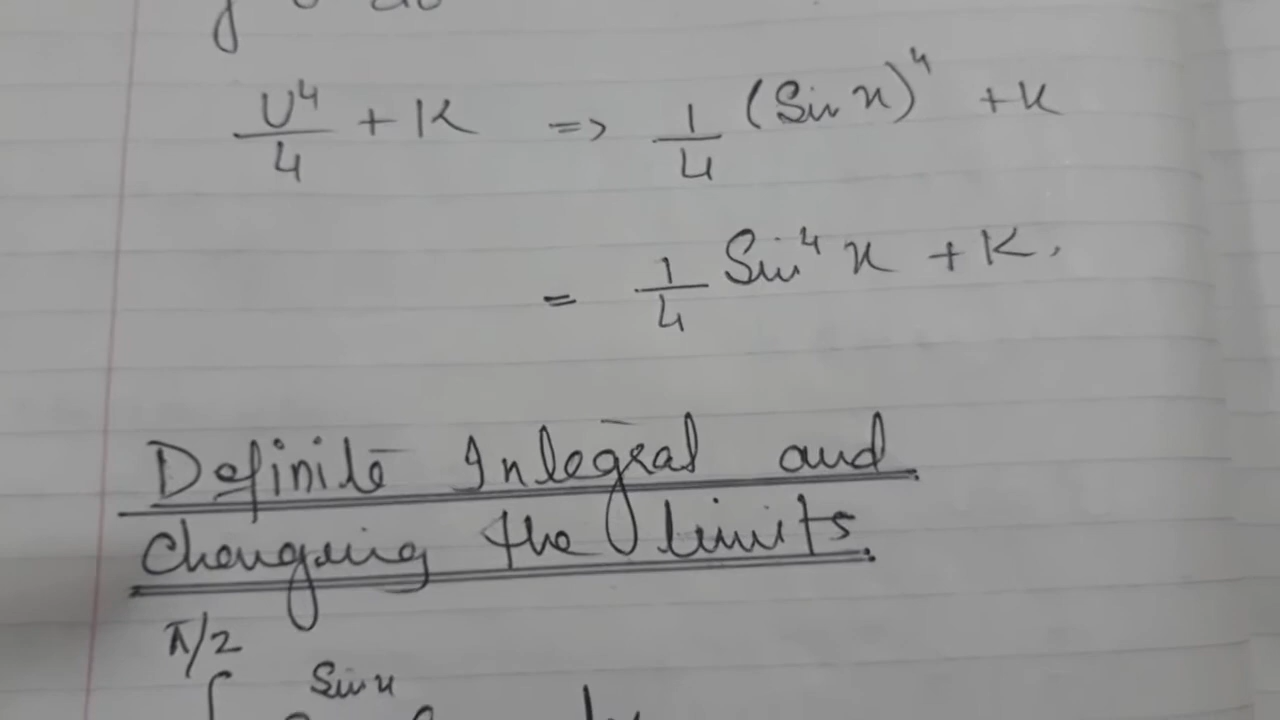 U⁴/4 + K => 1/4 (Sin x)⁴ + K
= 1/4 Sin⁴ x + K.
Definite Integral and
changing the limits.
π/2
∫ Sin x